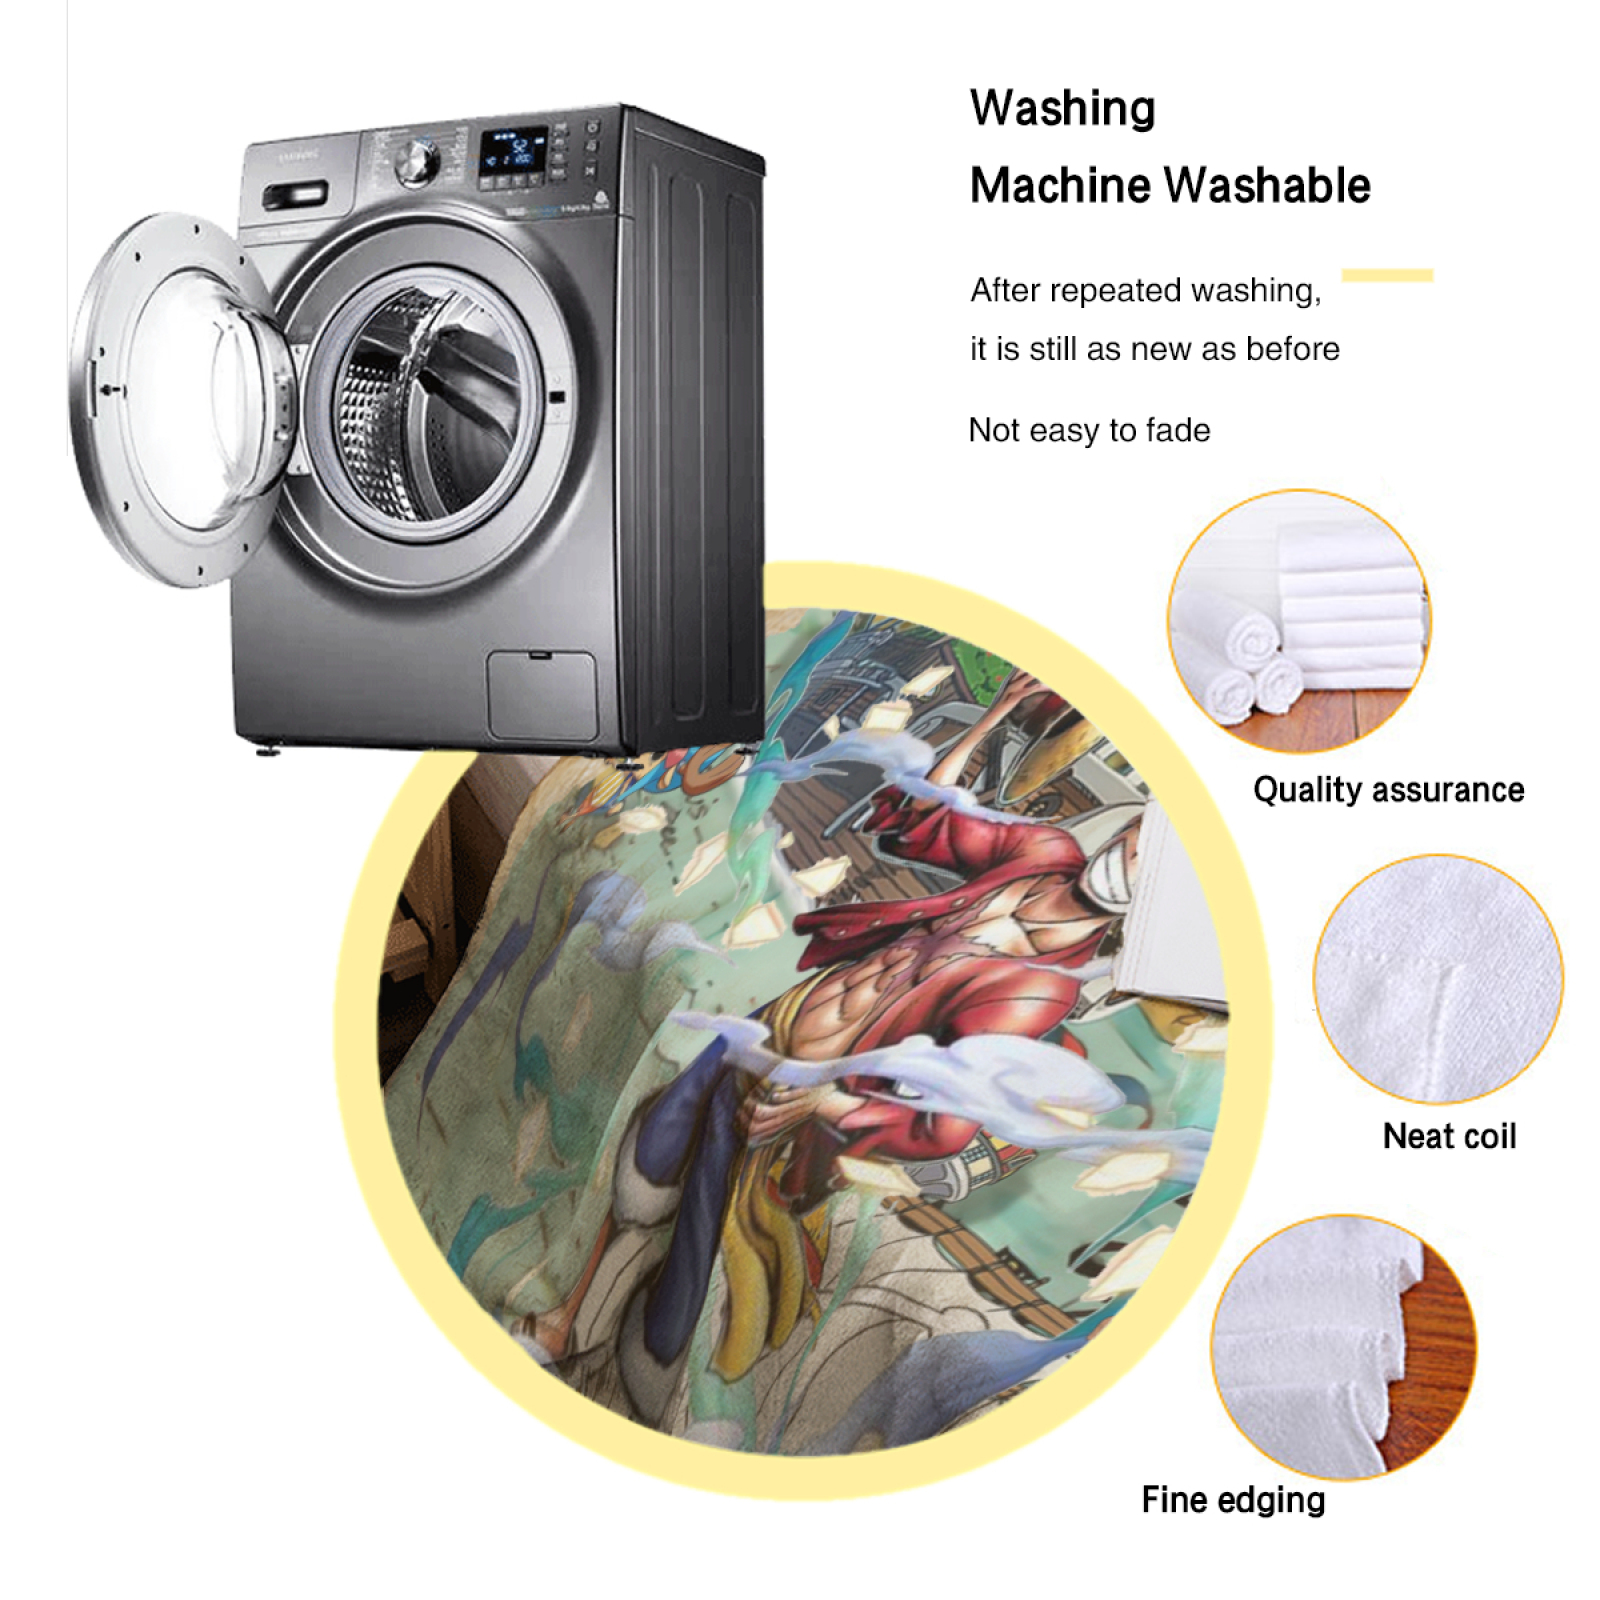 Washing
Machine Washable
After repeated washing,
it is still as new as before
Not easy to fade
Quality assurance
Neat coil
Fine edging